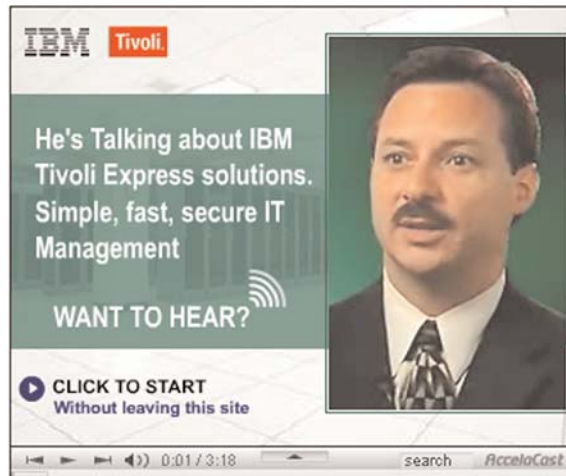 IBM Tivoli.
He's Talking about IBM
Tivoli Express solutions.
Simple, fast, secure IT
Management
WANT TO HEAR?
CLICK TO START
Without leaving this site
0:01 / 3:18 search AccelaCast